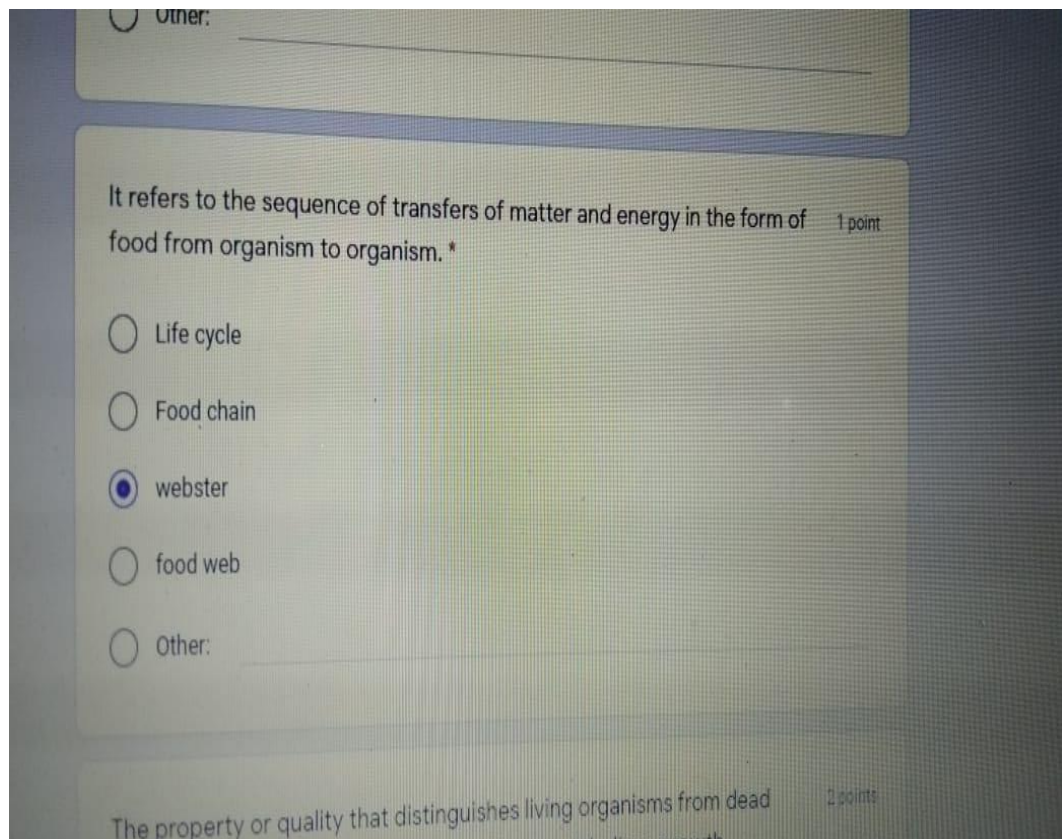 Other:
It refers to the sequence of transfers of matter and energy in the form of
1 point
food from organism to organism. *
Life cycle
Food chain
webster
food web
Other:
The property or quality that distinguishes living organisms from dead
2 points